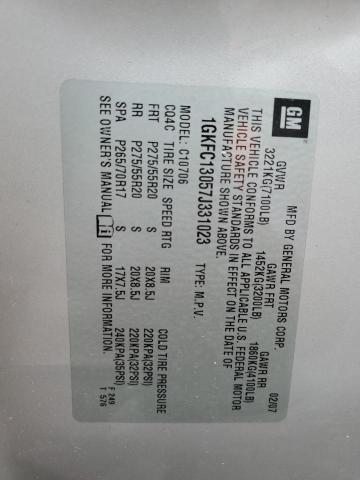 GM
MFD BY GENERAL MOTORS CORP. 02/07
GVWR GAWR FRT GAWR RR
3221KG(7100LB) 1452KG(3200LB) 1860KG(4100LB)
THIS VEHICLE CONFORMS TO ALL APPLICABLE U.S. FEDERAL MOTOR
VEHICLE SAFETY STANDARDS IN EFFECT ON THE DATE OF
MANUFACTURE SHOWN ABOVE.
1GKFC13057J331023 TYPE: M.P.V.
MODEL: C10706
CQ4C TIRE SIZE SPEED RTG RIM COLD TIRE PRESSURE
FRT P275/55R20 S 20X8.5J 220KPA(32PSI)
RR P275/55R20 S 20X8.5J 220KPA(32PSI)
SPA P265/70R17 S 17X7.5J 240KPA(35PSI)
SEE OWNER'S MANUAL FOR MORE INFORMATION.
F 249
T 576